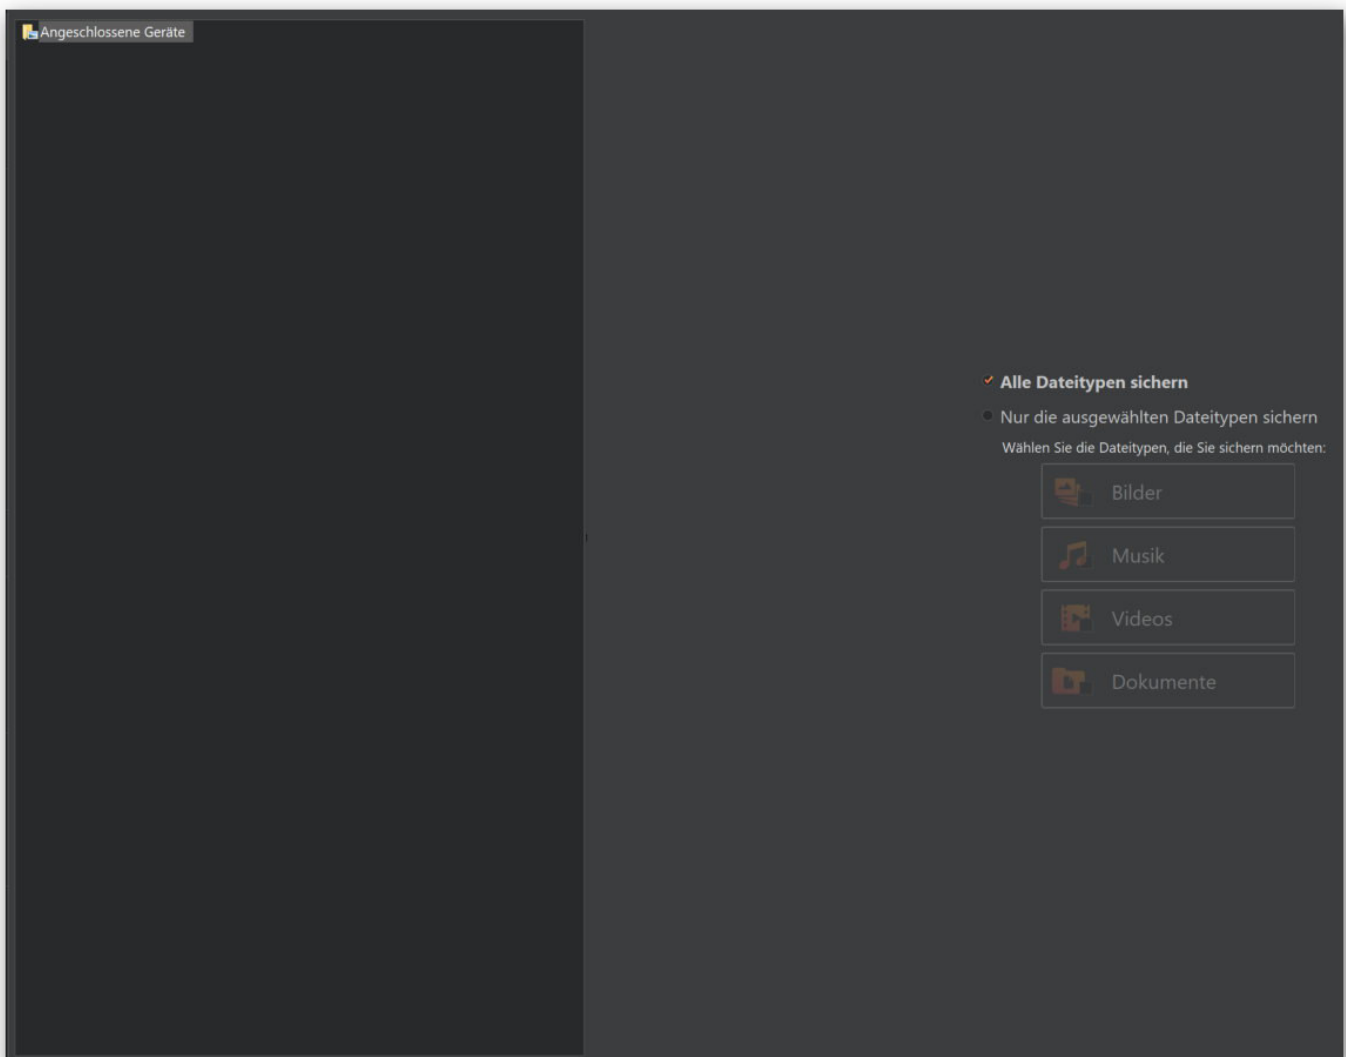 Angeschlossene Geräte
Alle Dateitypen sichern
Nur die ausgewählten Dateitypen sichern
Wählen Sie die Dateitypen, die Sie sichern möchten:
Bilder
Musik
Videos
Dokumente